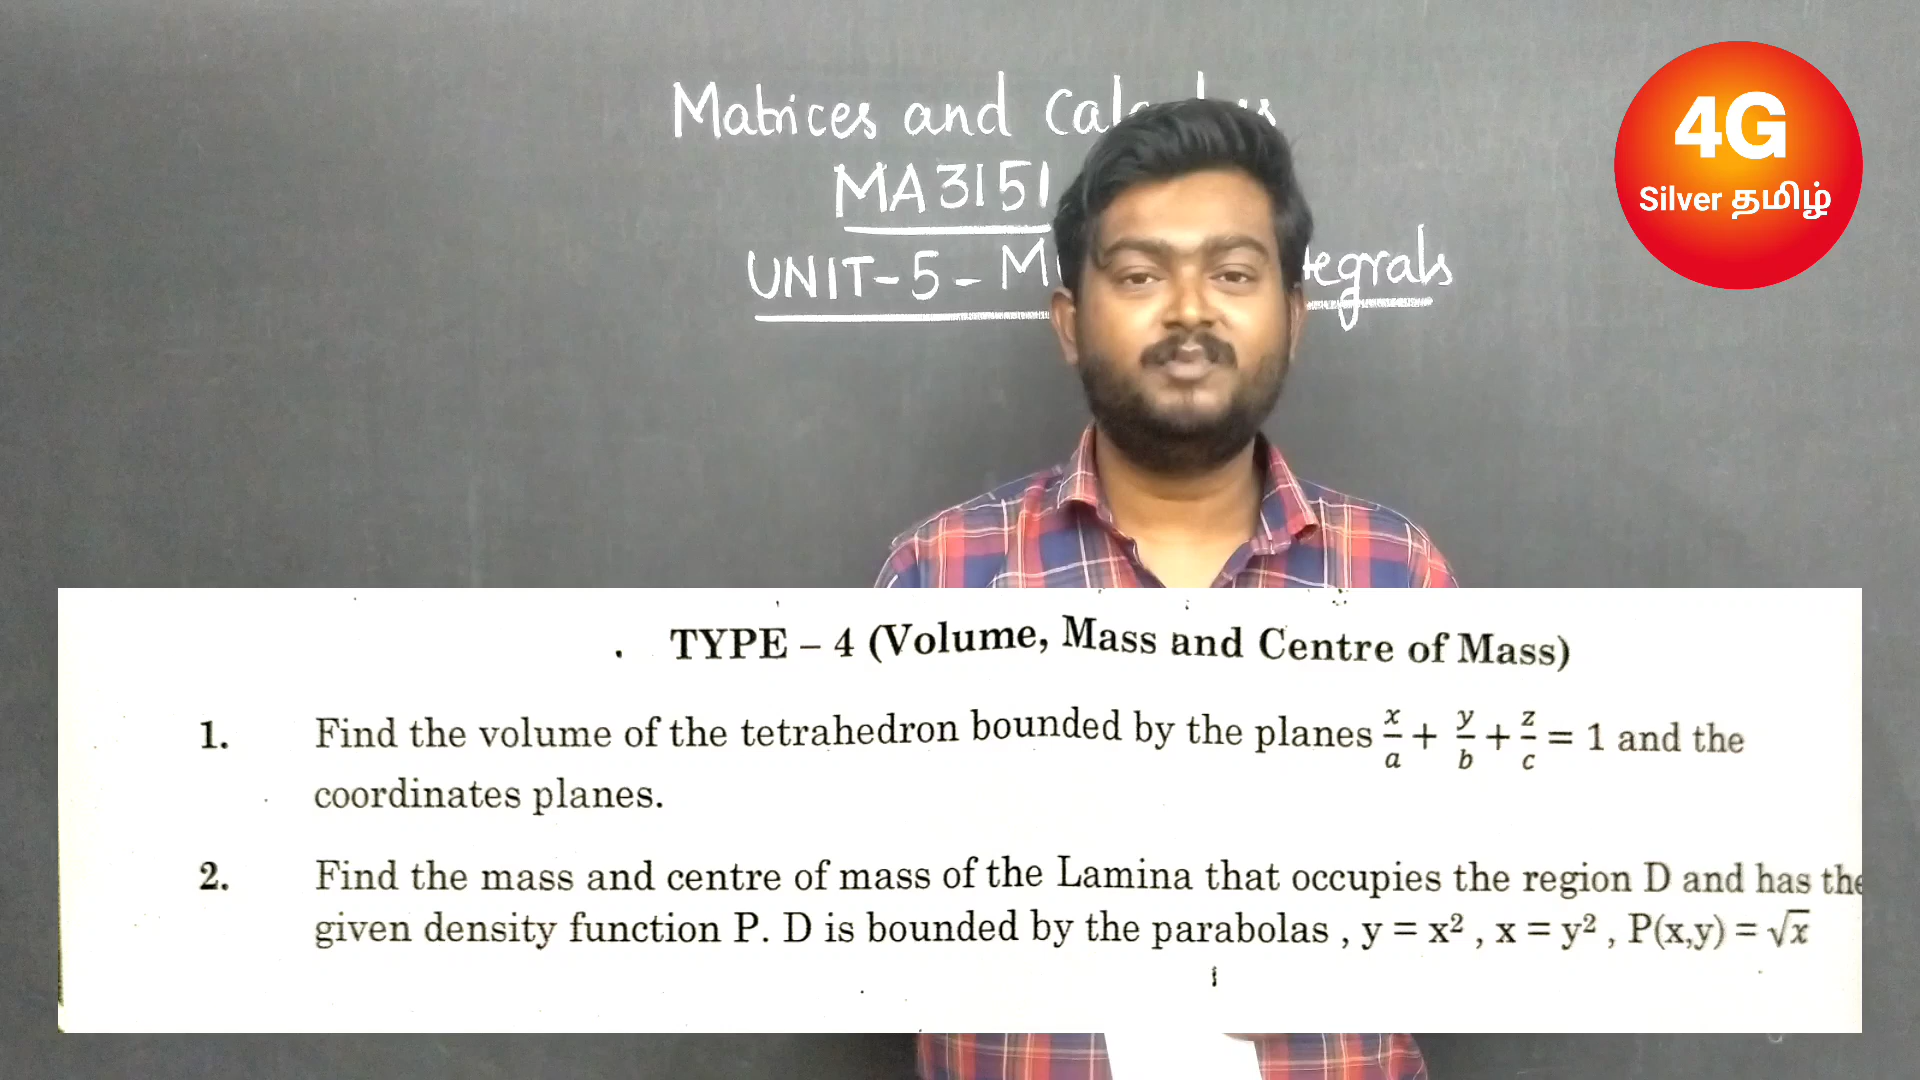 Matrices and
MA3151
UNIT-5-
4G
Silver தமிழ்
TYPE – 4 (Volume, Mass and Centre of Mass)
1. Find the volume of the tetrahedron bounded by the planes x/a + y/b + z/c = 1 and the
coordinates planes.
2. Find the mass and centre of mass of the Lamina that occupies the region D and has the
given density function P. D is bounded by the parabolas , y = x² , x = y² , P(x,y) = √x